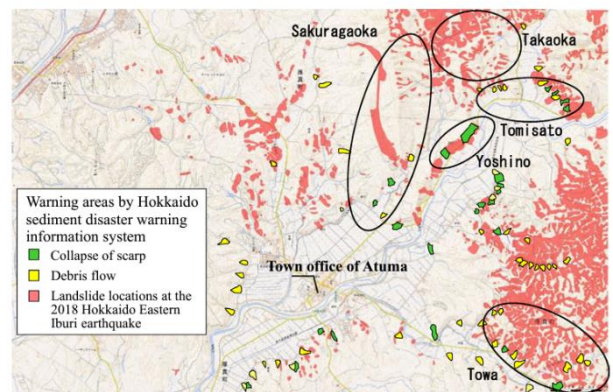 Sakuragaoka
Takaoka
Tomisato
Yoshino
Warning areas by Hokkaido
sediment disaster warning
information system
Collapse of scarp
Debris flow
Landslide locations at the
2018 Hokkaido Eastern
Iburi earthquake
Town office of Atuma
Towa